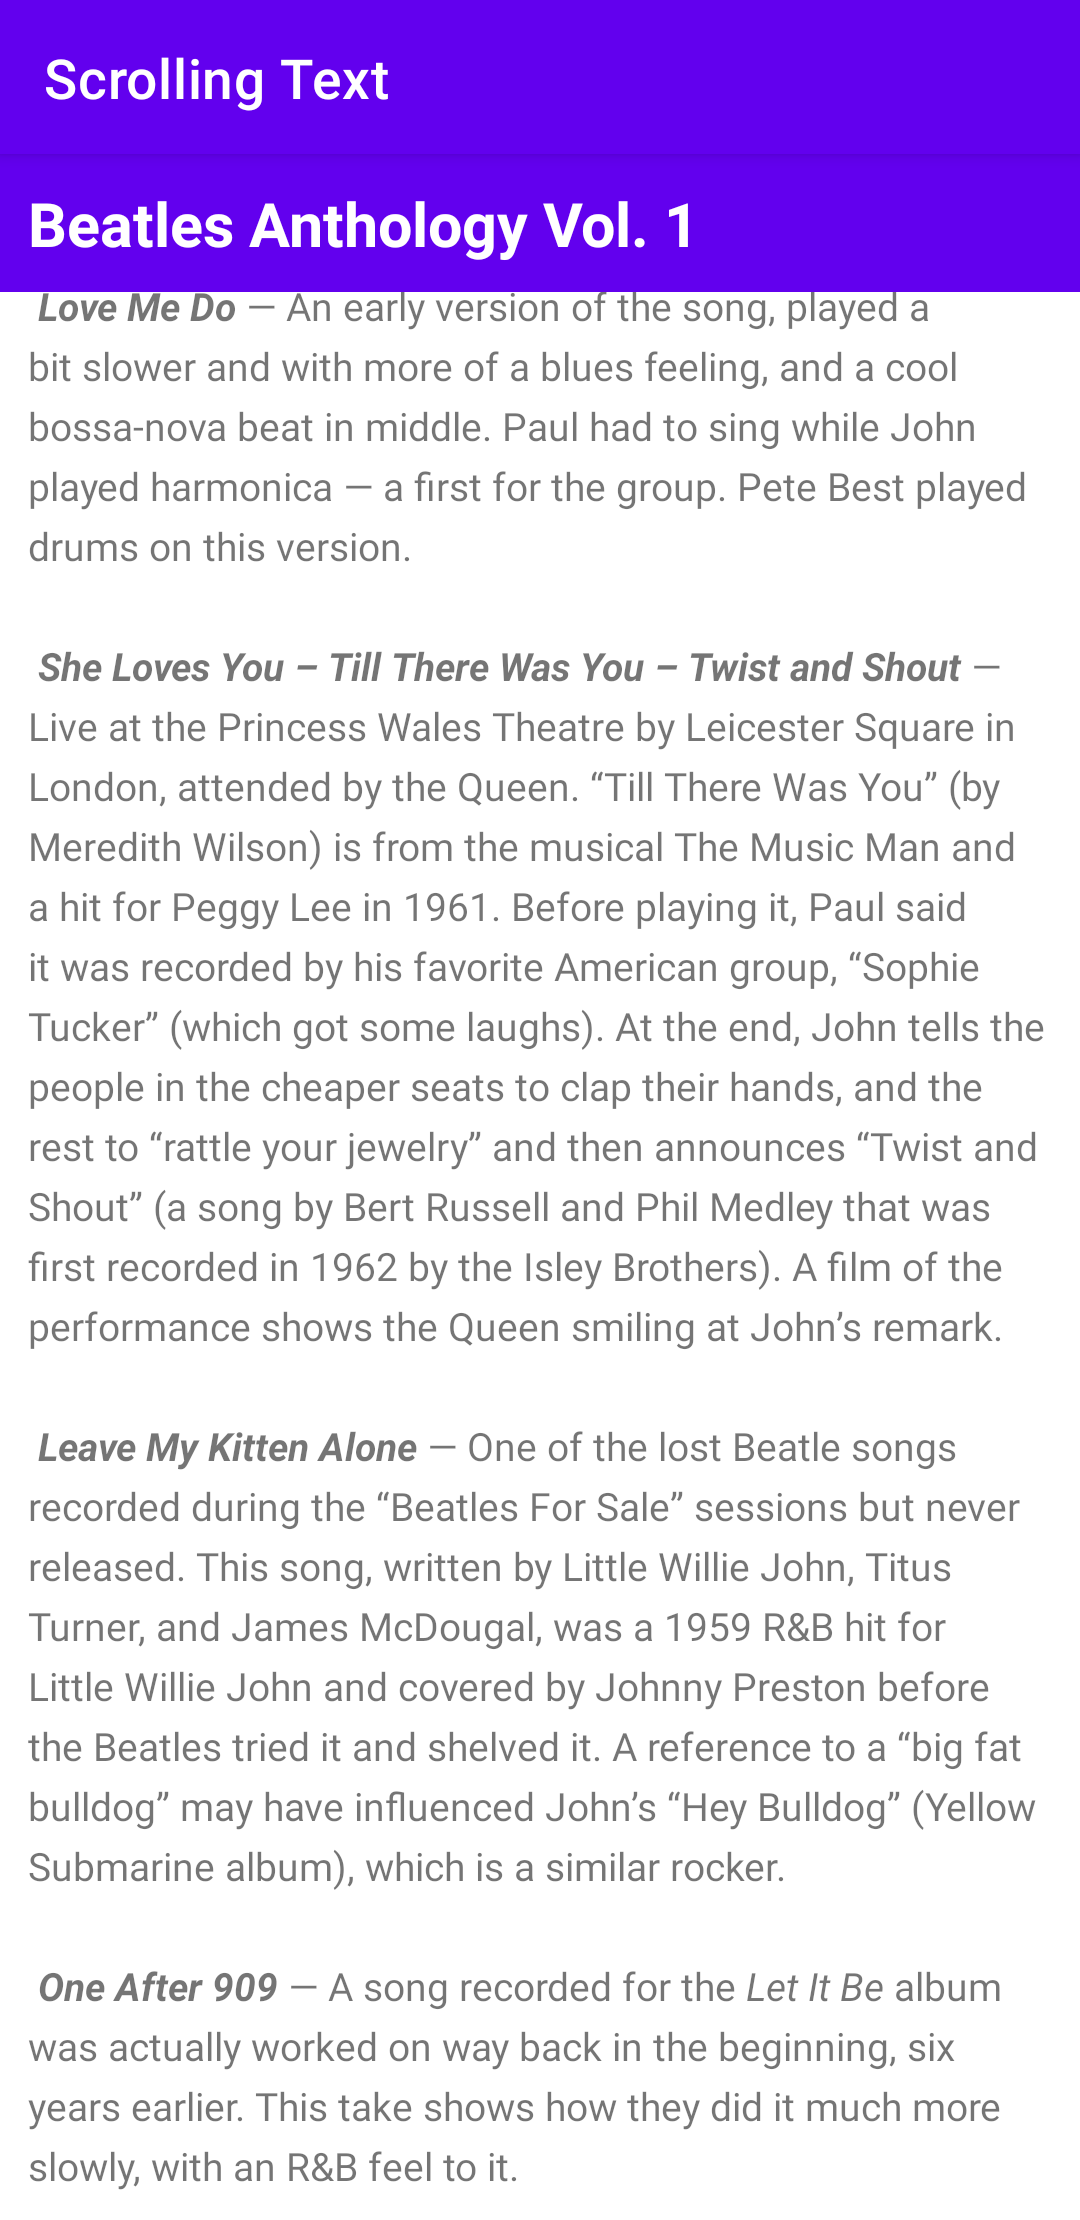 Scrolling Text
Beatles Anthology Vol. 1
Love Me Do — An early version of the song, played a
bit slower and with more of a blues feeling, and a cool
bossa-nova beat in middle. Paul had to sing while John
played harmonica — a first for the group. Pete Best played
drums on this version.
She Loves You – Till There Was You – Twist and Shout —
Live at the Princess Wales Theatre by Leicester Square in
London, attended by the Queen. “Till There Was You” (by
Meredith Wilson) is from the musical The Music Man and
a hit for Peggy Lee in 1961. Before playing it, Paul said
it was recorded by his favorite American group, “Sophie
Tucker” (which got some laughs). At the end, John tells the
people in the cheaper seats to clap their hands, and the
rest to “rattle your jewelry” and then announces “Twist and
Shout” (a song by Bert Russell and Phil Medley that was
first recorded in 1962 by the Isley Brothers). A film of the
performance shows the Queen smiling at John’s remark.
Leave My Kitten Alone — One of the lost Beatle songs
recorded during the “Beatles For Sale” sessions but never
released. This song, written by Little Willie John, Titus
Turner, and James McDougal, was a 1959 R&B hit for
Little Willie John and covered by Johnny Preston before
the Beatles tried it and shelved it. A reference to a “big fat
bulldog” may have influenced John’s “Hey Bulldog” (Yellow
Submarine album), which is a similar rocker.
One After 909 — A song recorded for the Let It Be album
was actually worked on way back in the beginning, six
years earlier. This take shows how they did it much more
slowly, with an R&B feel to it.